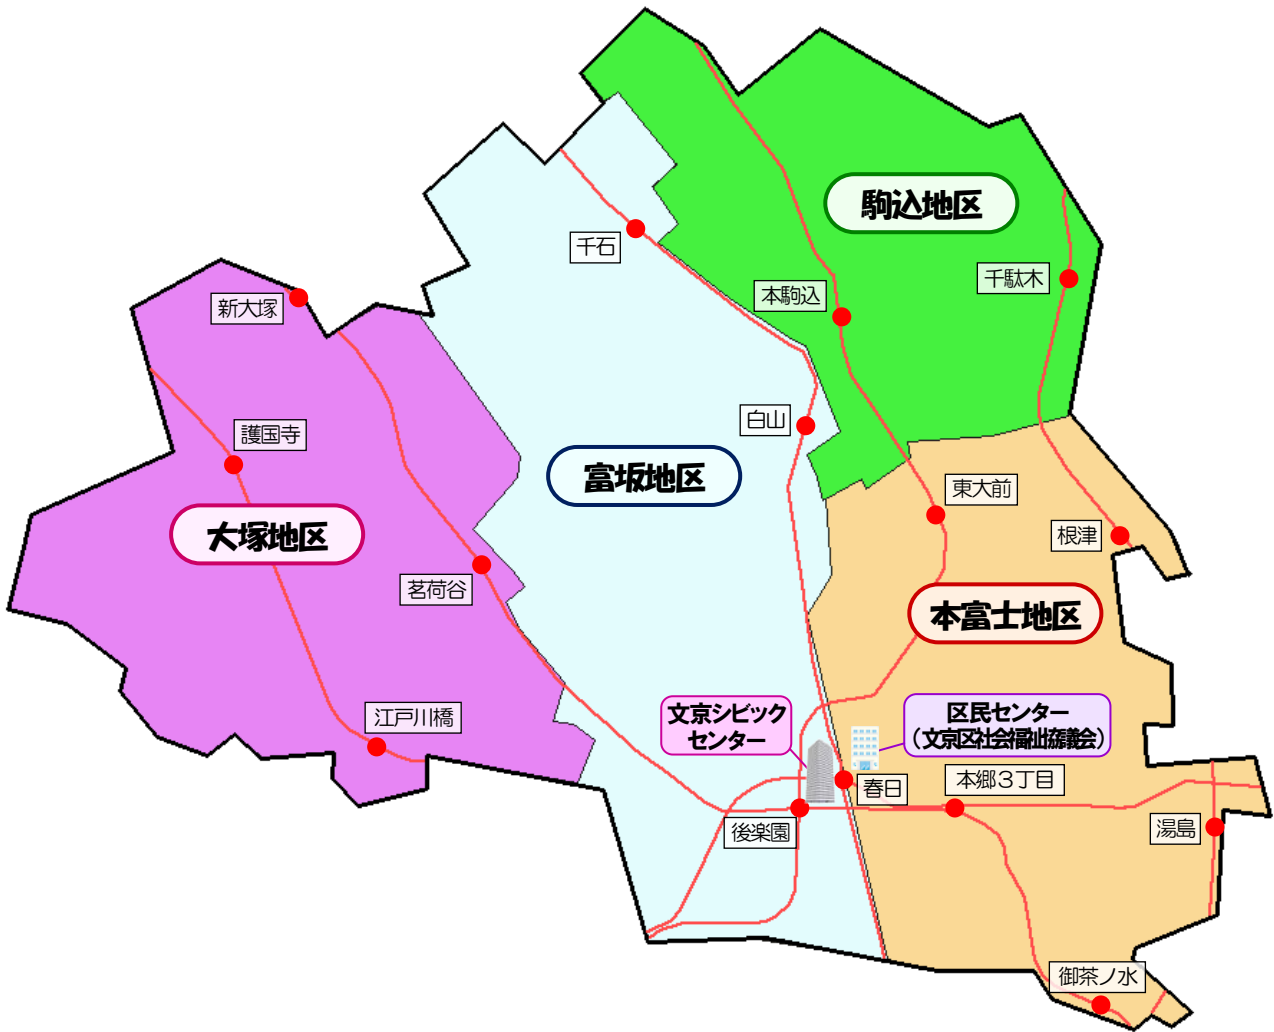 駒込地区
千石
千駄木
本駒込
新大塚
白山
護国寺
富坂地区
東大前
大塚地区
根津
茗荷谷
本富士地区
文京シビック
センター
区民センター
（文京区社会福祉協議会）
江戸川橋
春日
本郷３丁目
後楽園
湯島
御茶ノ水